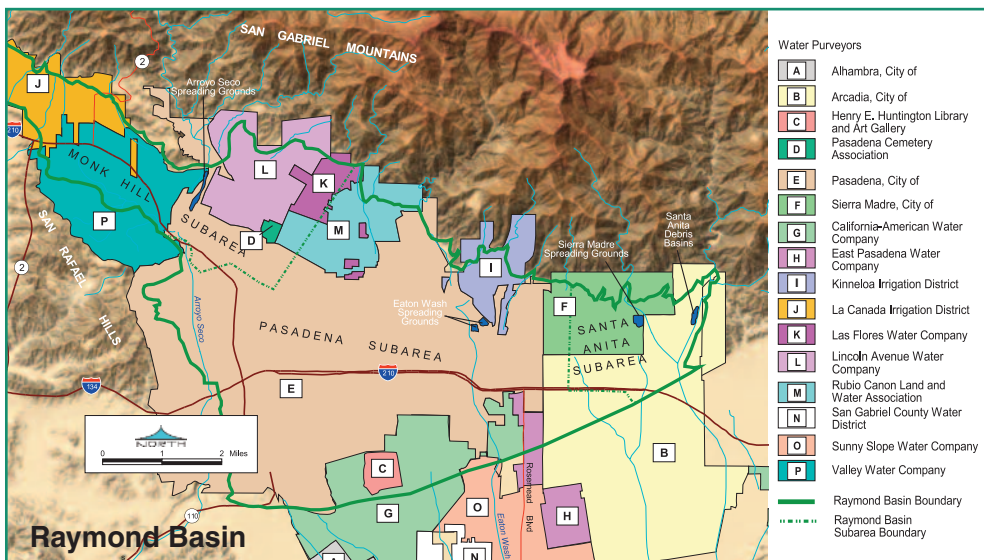 SAN GABRIEL MOUNTAINS
2
J
Arroyo Seco
Spreading Grounds
210
MONK HILL
SUBAREA
L
K
P
D
M
SAN RAFAEL
HILLS
2
Arroyo Seco
I
Sierra Madre
Spreading Grounds
Santa
Anita
Debris
Basins
Eaton Wash
Spreading
Grounds
F
SANTA
ANITA
SUBAREA
PASADENA SUBAREA
134
E
210
NORTH
0 1 2 Miles
C
B
Rosemead Blvd
G
O
H
110
Eaton Wash
N
A
Raymond Basin
Water Purveyors
A Alhambra, City of
B Arcadia, City of
C Henry E. Huntington Library
and Art Gallery
D Pasadena Cemetery
Association
E Pasadena, City of
F Sierra Madre, City of
G California-American Water
Company
H East Pasadena Water
Company
I Kinneloa Irrigation District
J La Canada Irrigation District
K Las Flores Water Company
L Lincoln Avenue Water
Company
M Rubio Canon Land and
Water Association
N San Gabriel County Water
District
O Sunny Slope Water Company
P Valley Water Company
Raymond Basin Boundary
Raymond Basin
Subarea Boundary